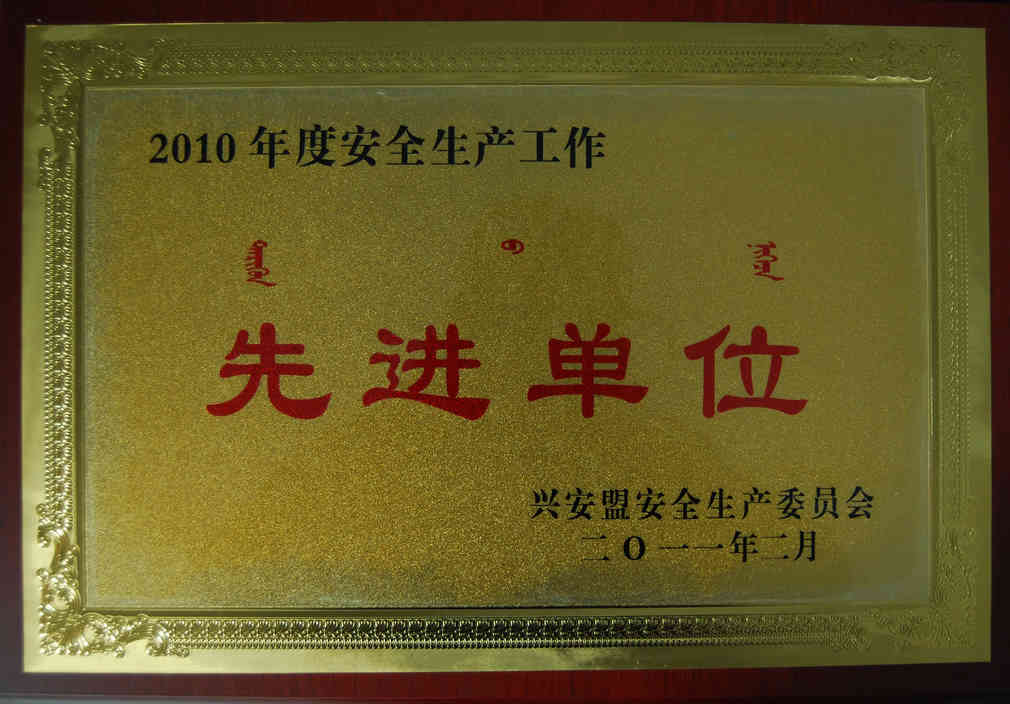 2010年度安全生产工作
先进单位
兴安盟安全生产委员会
二O一一年二月